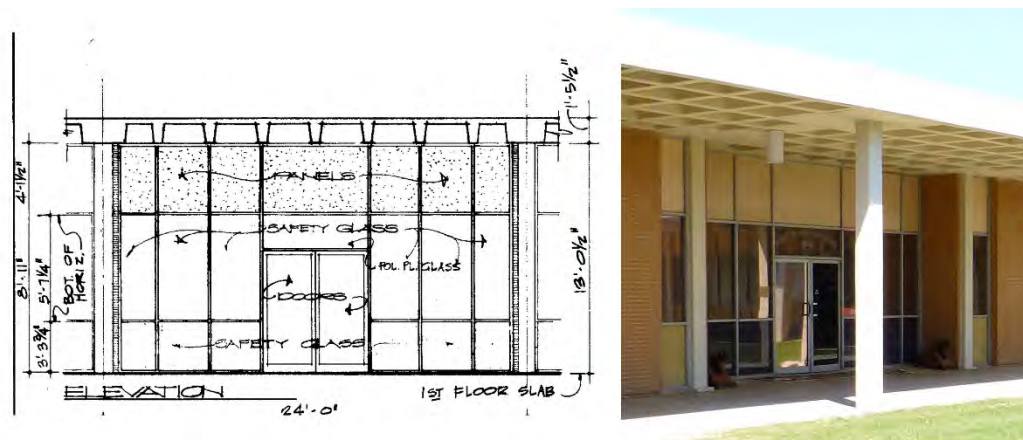 1'-5½"
4'-1½"
PANELS
SAFETY GLASS
POL. PL. GLASS
BOT. OF
HORIZ.
8'-11"
5'-7¼"
DOORS
13'-0½"
3'-3¾"
SAFETY GLASS
ELEVATION
1ST FLOOR SLAB
24'-0"